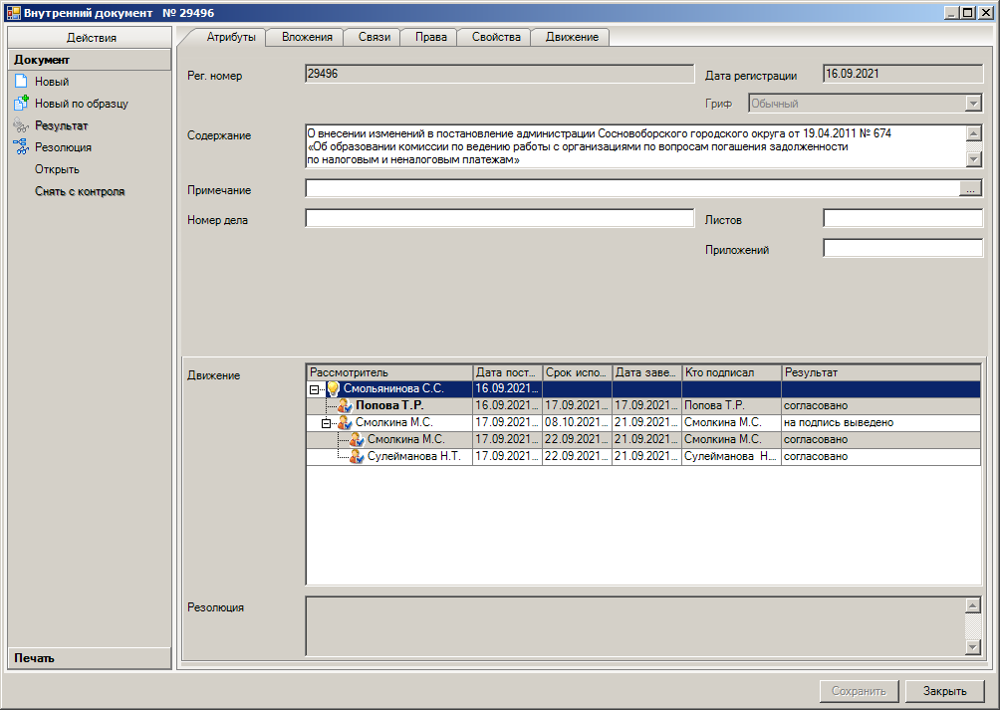 Внутренний документ № 29496
Действия
Документ
Новый
Новый по образцу
Результат
Резолюция
Открыть
Снять с контроля
Печать
Атрибуты Вложения Связи Права Свойства Движение
Рег. номер 29496 Дата регистрации 16.09.2021
Гриф Обычный
Содержание
О внесении изменений в постановление администрации Сосновоборского городского округа от 19.04.2011 № 674
«Об образовании комиссии по ведению работы с организациями по вопросам погашения задолженности
по налоговым и неналоговым платежам»
Примечание ...
Номер дела Листов
Приложений
Движение
Рассмотритель Дата пост... Срок испо... Дата заве... Кто подписал Результат
Смольянинова С.С. 16.09.2021...
Попова Т.Р. 16.09.2021... 17.09.2021... 17.09.2021... Попова Т.Р. согласовано
Смолкина М.С. 17.09.2021... 08.10.2021... 21.09.2021... Смолкина М.С. на подпись выведено
Смолкина М.С. 17.09.2021... 22.09.2021... 21.09.2021... Смолкина М.С. согласовано
Сулейманова Н.Т. 17.09.2021... 22.09.2021... 21.09.2021... Сулейманова Н... согласовано
Резолюция
Сохранить Закрыть